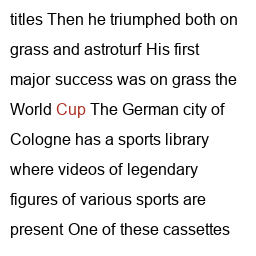 titles Then he triumphed both on
grass and astroturf His first
major success was on grass the
World Cup The German city of
Cologne has a sports library
where videos of legendary
figures of various sports are
present One of these cassettes